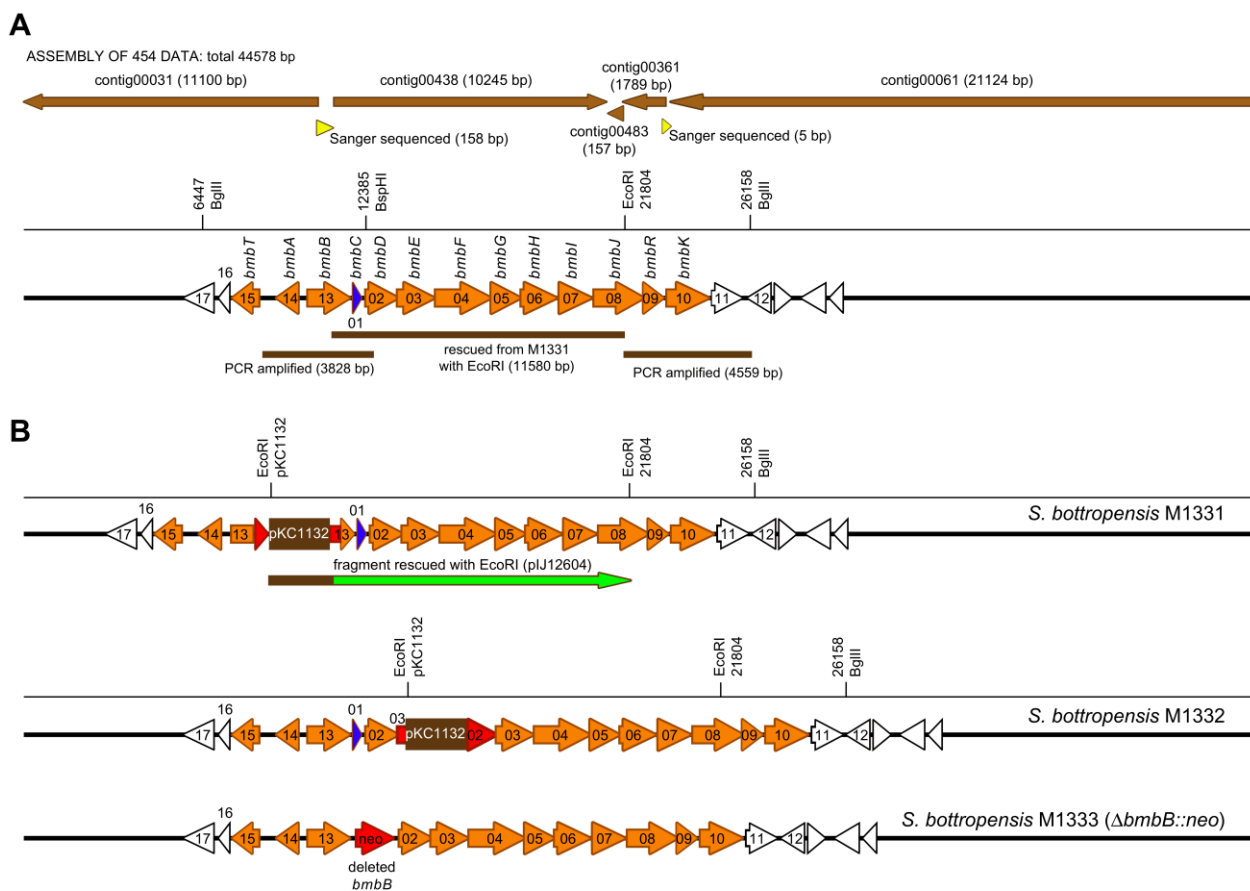 A
ASSEMBLY OF 454 DATA: total 44578 bp
contig00031 (11100 bp)
contig00438 (10245 bp)
contig00361
(1789 bp)
contig00061 (21124 bp)
Sanger sequenced (158 bp)
contig00483
(157 bp)
Sanger sequenced (5 bp)
6447
BglII
12385
BspHI
EcoRI
21804
26158
BglII
bmbT
bmbA
bmbB
bmbC
bmbD
bmbE
bmbF
bmbG
bmbH
bmbI
bmbJ
bmbR
bmbK
16
17 15 14 13 02 03 04 05 06 07 08 09 10 11 12
01
rescued from M1331
with EcoRI (11580 bp)
PCR amplified (3828 bp)
PCR amplified (4559 bp)
B
EcoRI
pKC1132
EcoRI
21804
26158
BglII
16
01
S. bottropensis M1331
17 15 14 13 pKC1132 13 02 03 04 05 06 07 08 09 10 11 12
fragment rescued with EcoRI (pIJ12604)
EcoRI
pKC1132
EcoRI
21804
26158
BglII
16
01
03
S. bottropensis M1332
17 15 14 13 02 pKC1132 02 03 04 05 06 07 08 09 10 11 12
16
S. bottropensis M1333 (ΔbmbB::neo)
17 15 14 13 neo 02 03 04 05 06 07 08 09 10 11 12
deleted
bmbB